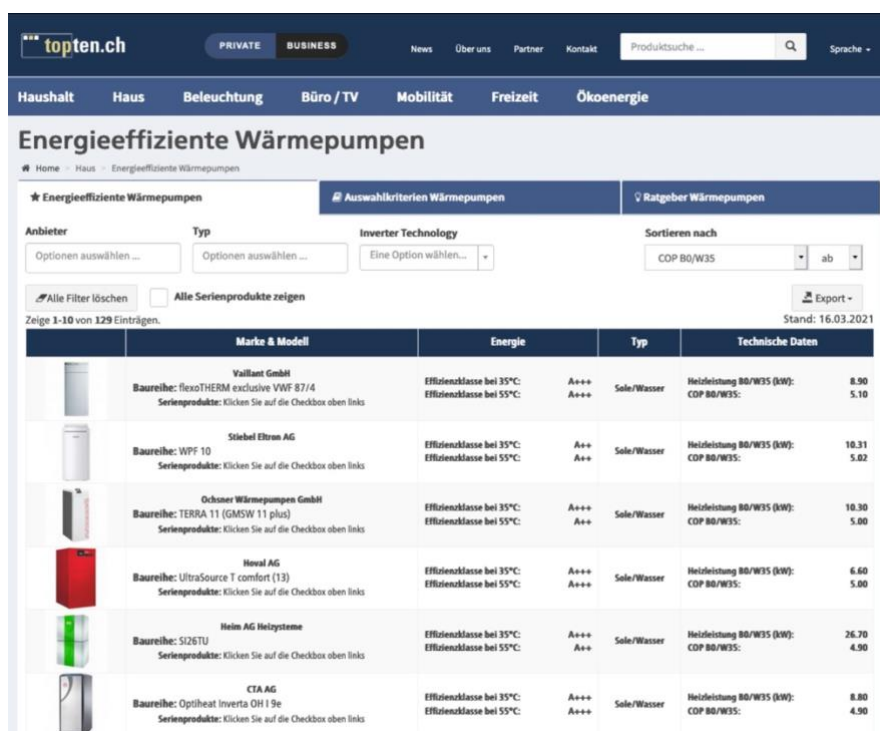 topten.ch
PRIVATE BUSINESS
News Über uns Partner Kontakt Produktsuche ... Sprache
Haushalt Haus Beleuchtung Büro / TV Mobilität Freizeit Ökoenergie
Energieeffiziente Wärmepumpen
Home > Haus > Energieeffiziente Wärmepumpen
Energieeffiziente Wärmepumpen Auswahlkriterien Wärmepumpen Ratgeber Wärmepumpen
Anbieter Typ Inverter Technology Sortieren nach
Optionen auswählen ... Optionen auswählen ... Eine Option wählen... COP B0/W35 ab
Alle Filter löschen Alle Serienprodukte zeigen Export
Zeige 1-10 von 129 Einträgen. Stand: 16.03.2021
Marke & Modell Energie Typ Technische Daten
Vaillant GmbH
Baureihe: flexoTHERM exclusive VWF 87/4
Serienprodukte: Klicken Sie auf die Checkbox oben links
Effizienzklasse bei 35°C: A+++
Effizienzklasse bei 55°C: A+++
Sole/Wasser
Heizleistung B0/W35 (kW): 8.90
COP B0/W35: 5.10
Stiebel Eltron AG
Baureihe: WPF 10
Serienprodukte: Klicken Sie auf die Checkbox oben links
Effizienzklasse bei 35°C: A++
Effizienzklasse bei 55°C: A++
Sole/Wasser
Heizleistung B0/W35 (kW): 10.31
COP B0/W35: 5.02
Ochsner Wärmepumpen GmbH
Baureihe: TERRA 11 (GMSW 11 plus)
Serienprodukte: Klicken Sie auf die Checkbox oben links
Effizienzklasse bei 35°C: A+++
Effizienzklasse bei 55°C: A++
Sole/Wasser
Heizleistung B0/W35 (kW): 10.30
COP B0/W35: 5.00
Hoval AG
Baureihe: UltraSource T comfort (13)
Serienprodukte: Klicken Sie auf die Checkbox oben links
Effizienzklasse bei 35°C: A+++
Effizienzklasse bei 55°C: A+++
Sole/Wasser
Heizleistung B0/W35 (kW): 6.60
COP B0/W35: 5.00
Heim AG Heizysteme
Baureihe: SI26TU
Serienprodukte: Klicken Sie auf die Checkbox oben links
Effizienzklasse bei 35°C: A+++
Effizienzklasse bei 55°C: A++
Sole/Wasser
Heizleistung B0/W35 (kW): 26.70
COP B0/W35: 4.90
CTA AG
Baureihe: Optiheat Inverta OH I 9e
Serienprodukte: Klicken Sie auf die Checkbox oben links
Effizienzklasse bei 35°C: A+++
Effizienzklasse bei 55°C: A+++
Sole/Wasser
Heizleistung B0/W35 (kW): 8.80
COP B0/W35: 4.90